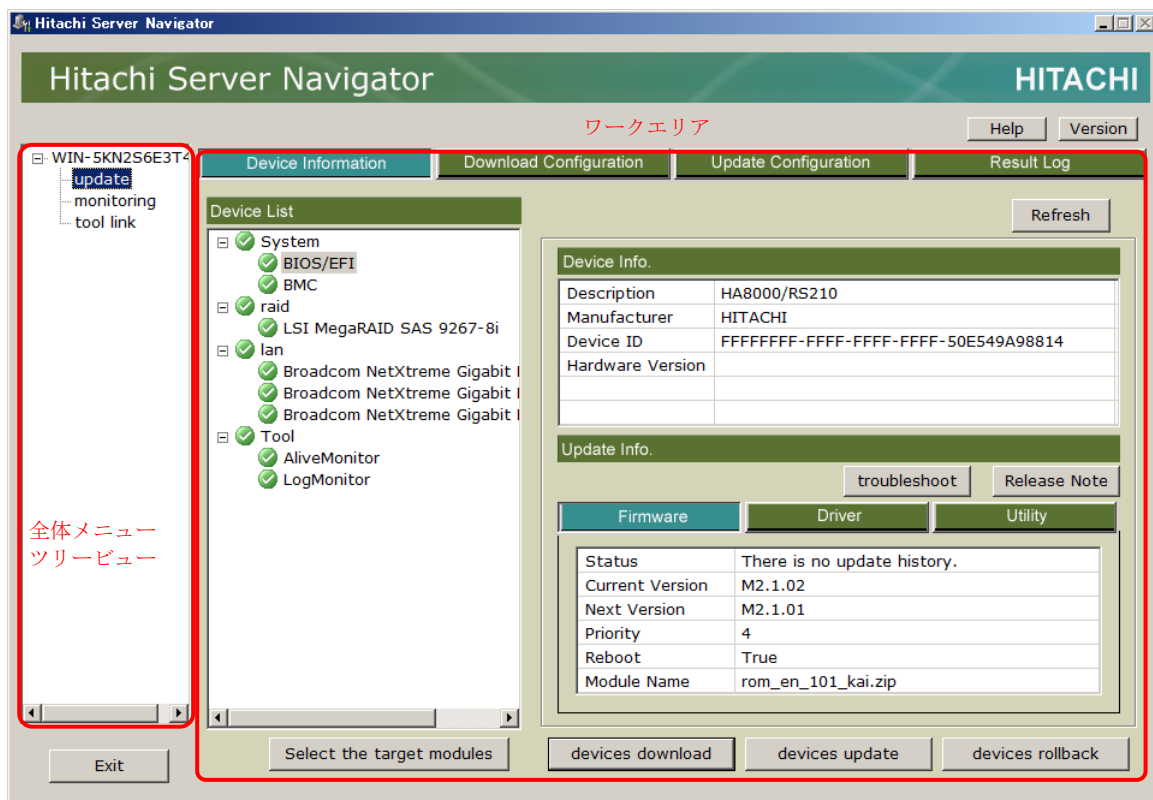 Hitachi Server Navigator
Hitachi Server Navigator
HITACHI
ワークエリア
Help
Version
WIN-5KN2S6E3T4
update
monitoring
tool link
全体メニュー
ツリービュー
Exit
Device Information
Download Configuration
Update Configuration
Result Log
Device List
System
BIOS/EFI
BMC
raid
LSI MegaRAID SAS 9267-8i
lan
Broadcom NetXtreme Gigabit
Broadcom NetXtreme Gigabit
Broadcom NetXtreme Gigabit
Tool
AliveMonitor
LogMonitor
Select the target modules
Refresh
Device Info.
Description HA8000/RS210
Manufacturer HITACHI
Device ID FFFFFFFF-FFFF-FFFF-FFFF-50E549A98814
Hardware Version
Update Info.
troubleshoot
Release Note
Firmware
Driver
Utility
Status There is no update history.
Current Version M2.1.02
Next Version M2.1.01
Priority 4
Reboot True
Module Name rom_en_101_kai.zip
devices download
devices update
devices rollback